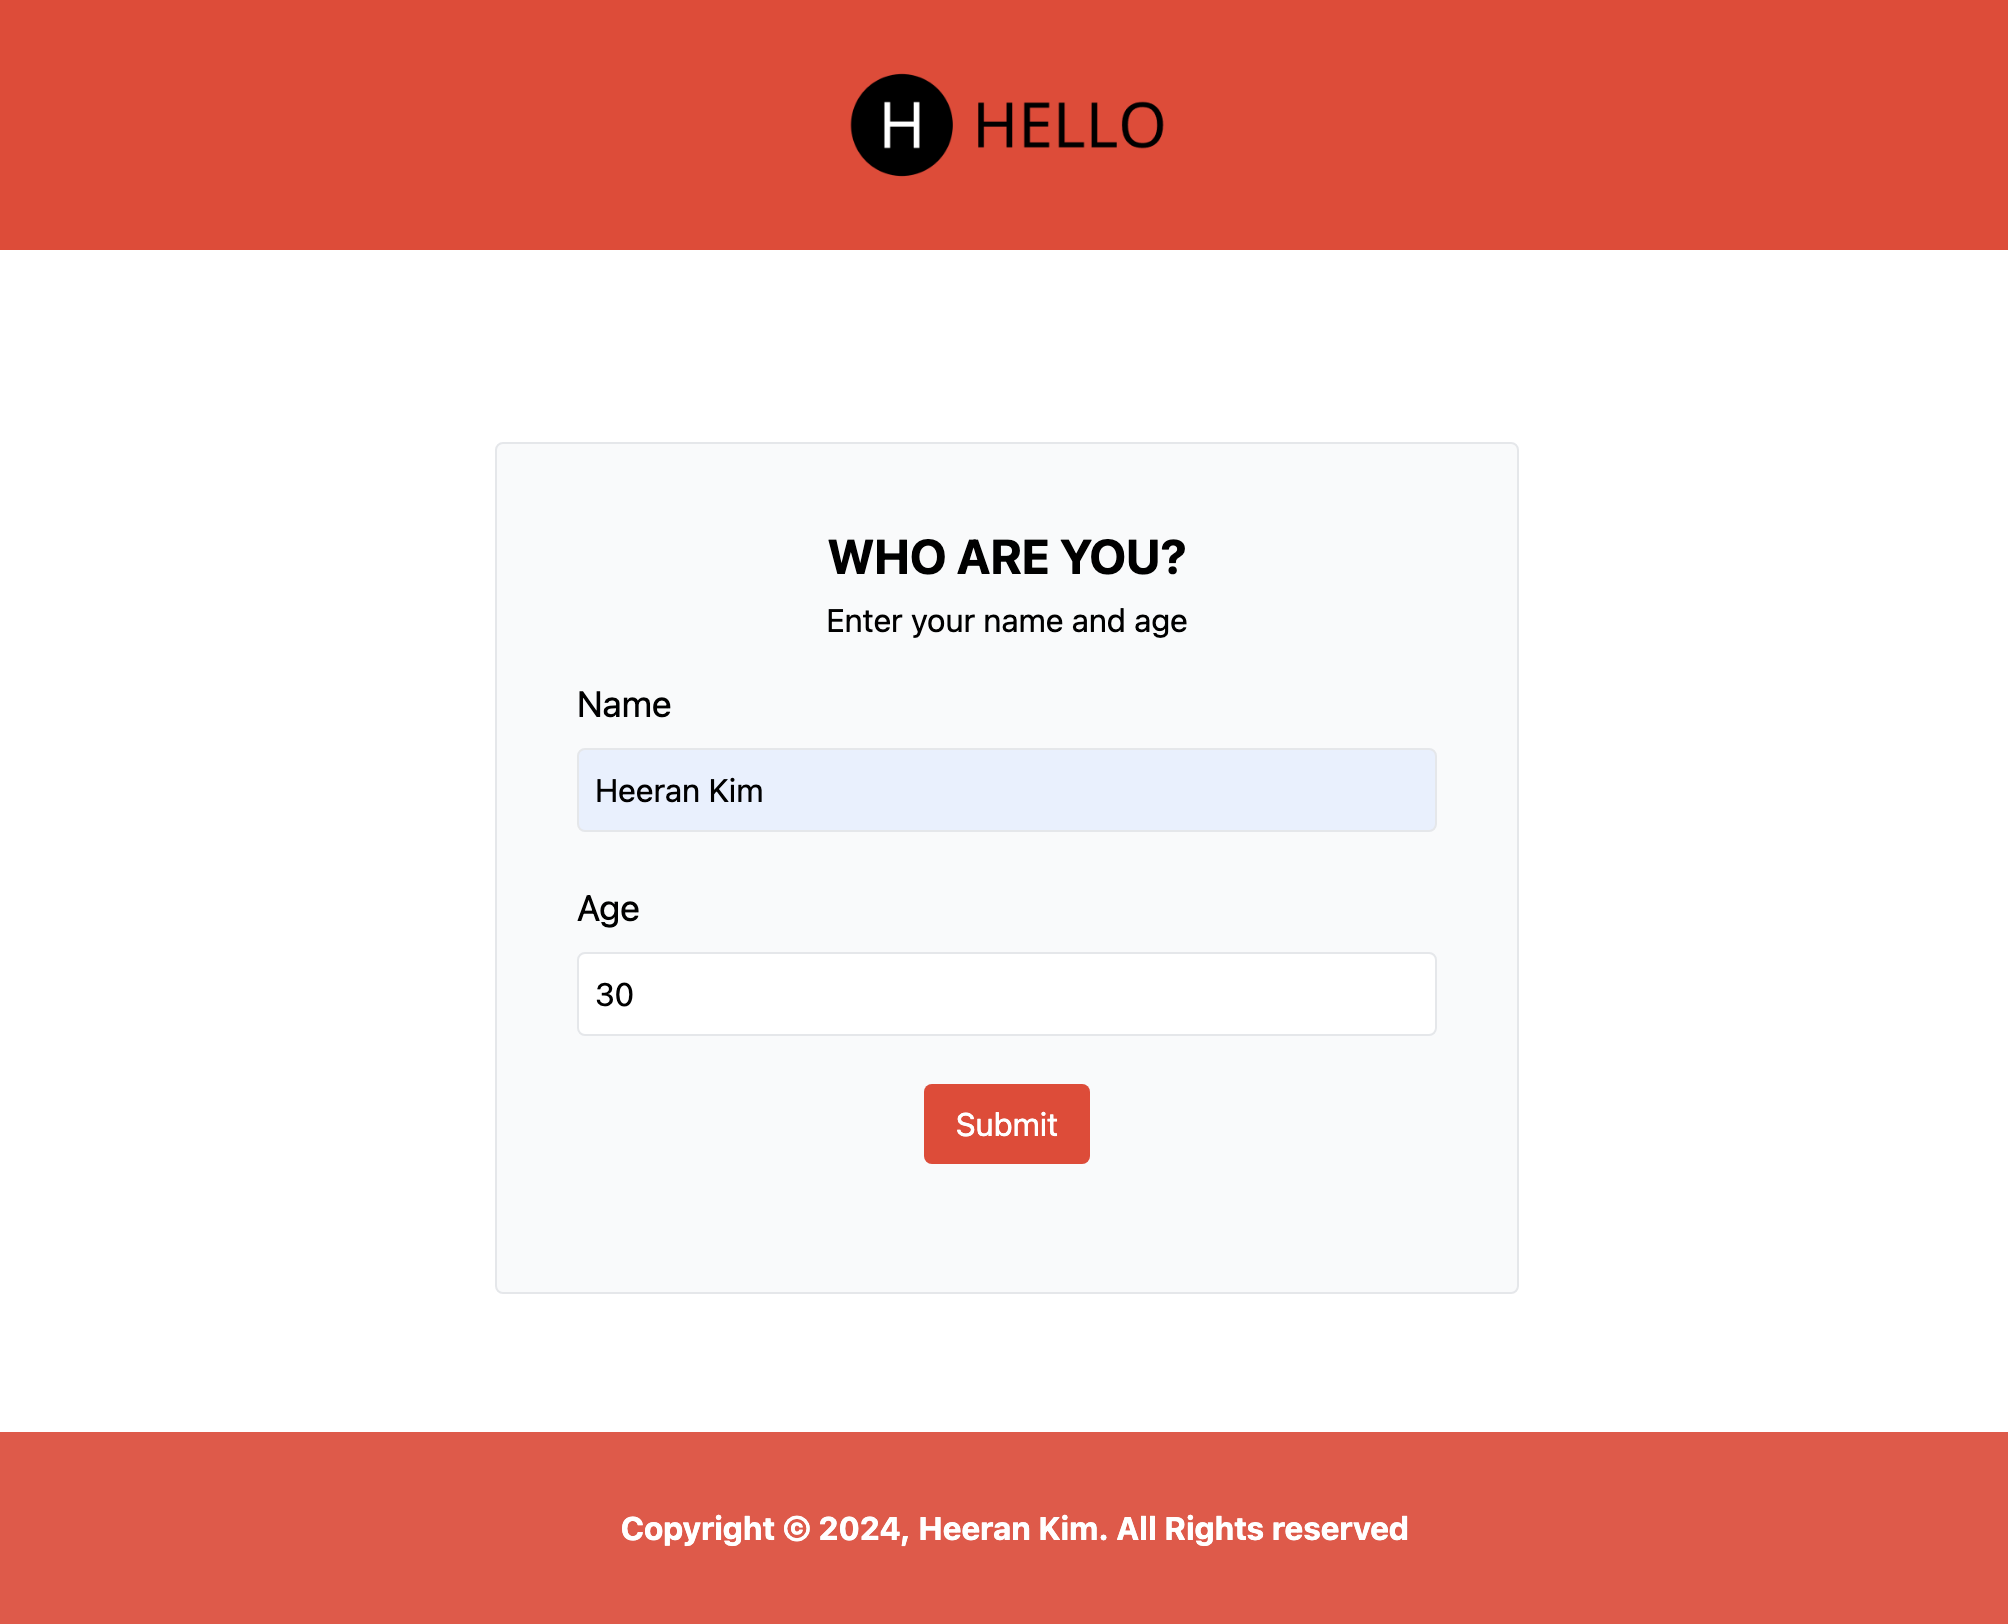 H HELLO
WHO ARE YOU?
Enter your name and age
Name
Heeran Kim
Age
30
Submit
Copyright © 2024, Heeran Kim. All Rights reserved